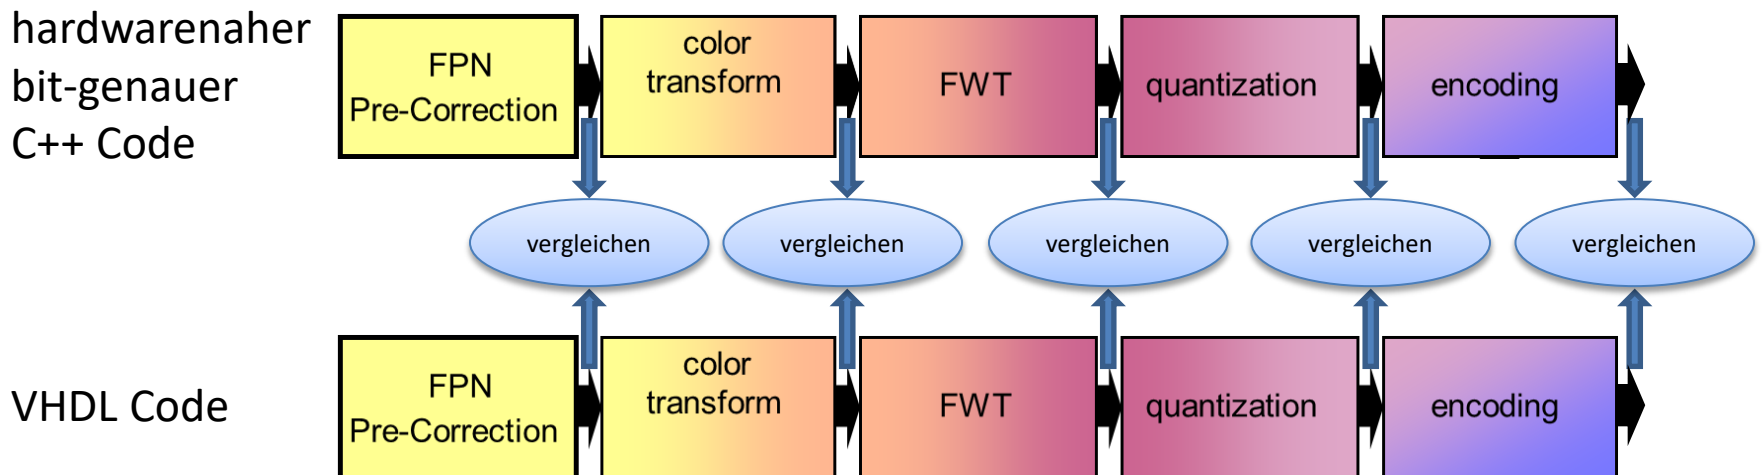 hardwarenaher
bit-genauer
C++ Code
FPN
Pre-Correction
color
transform
FWT
quantization
encoding
vergleichen
vergleichen
vergleichen
vergleichen
vergleichen
VHDL Code
FPN
Pre-Correction
color
transform
FWT
quantization
encoding